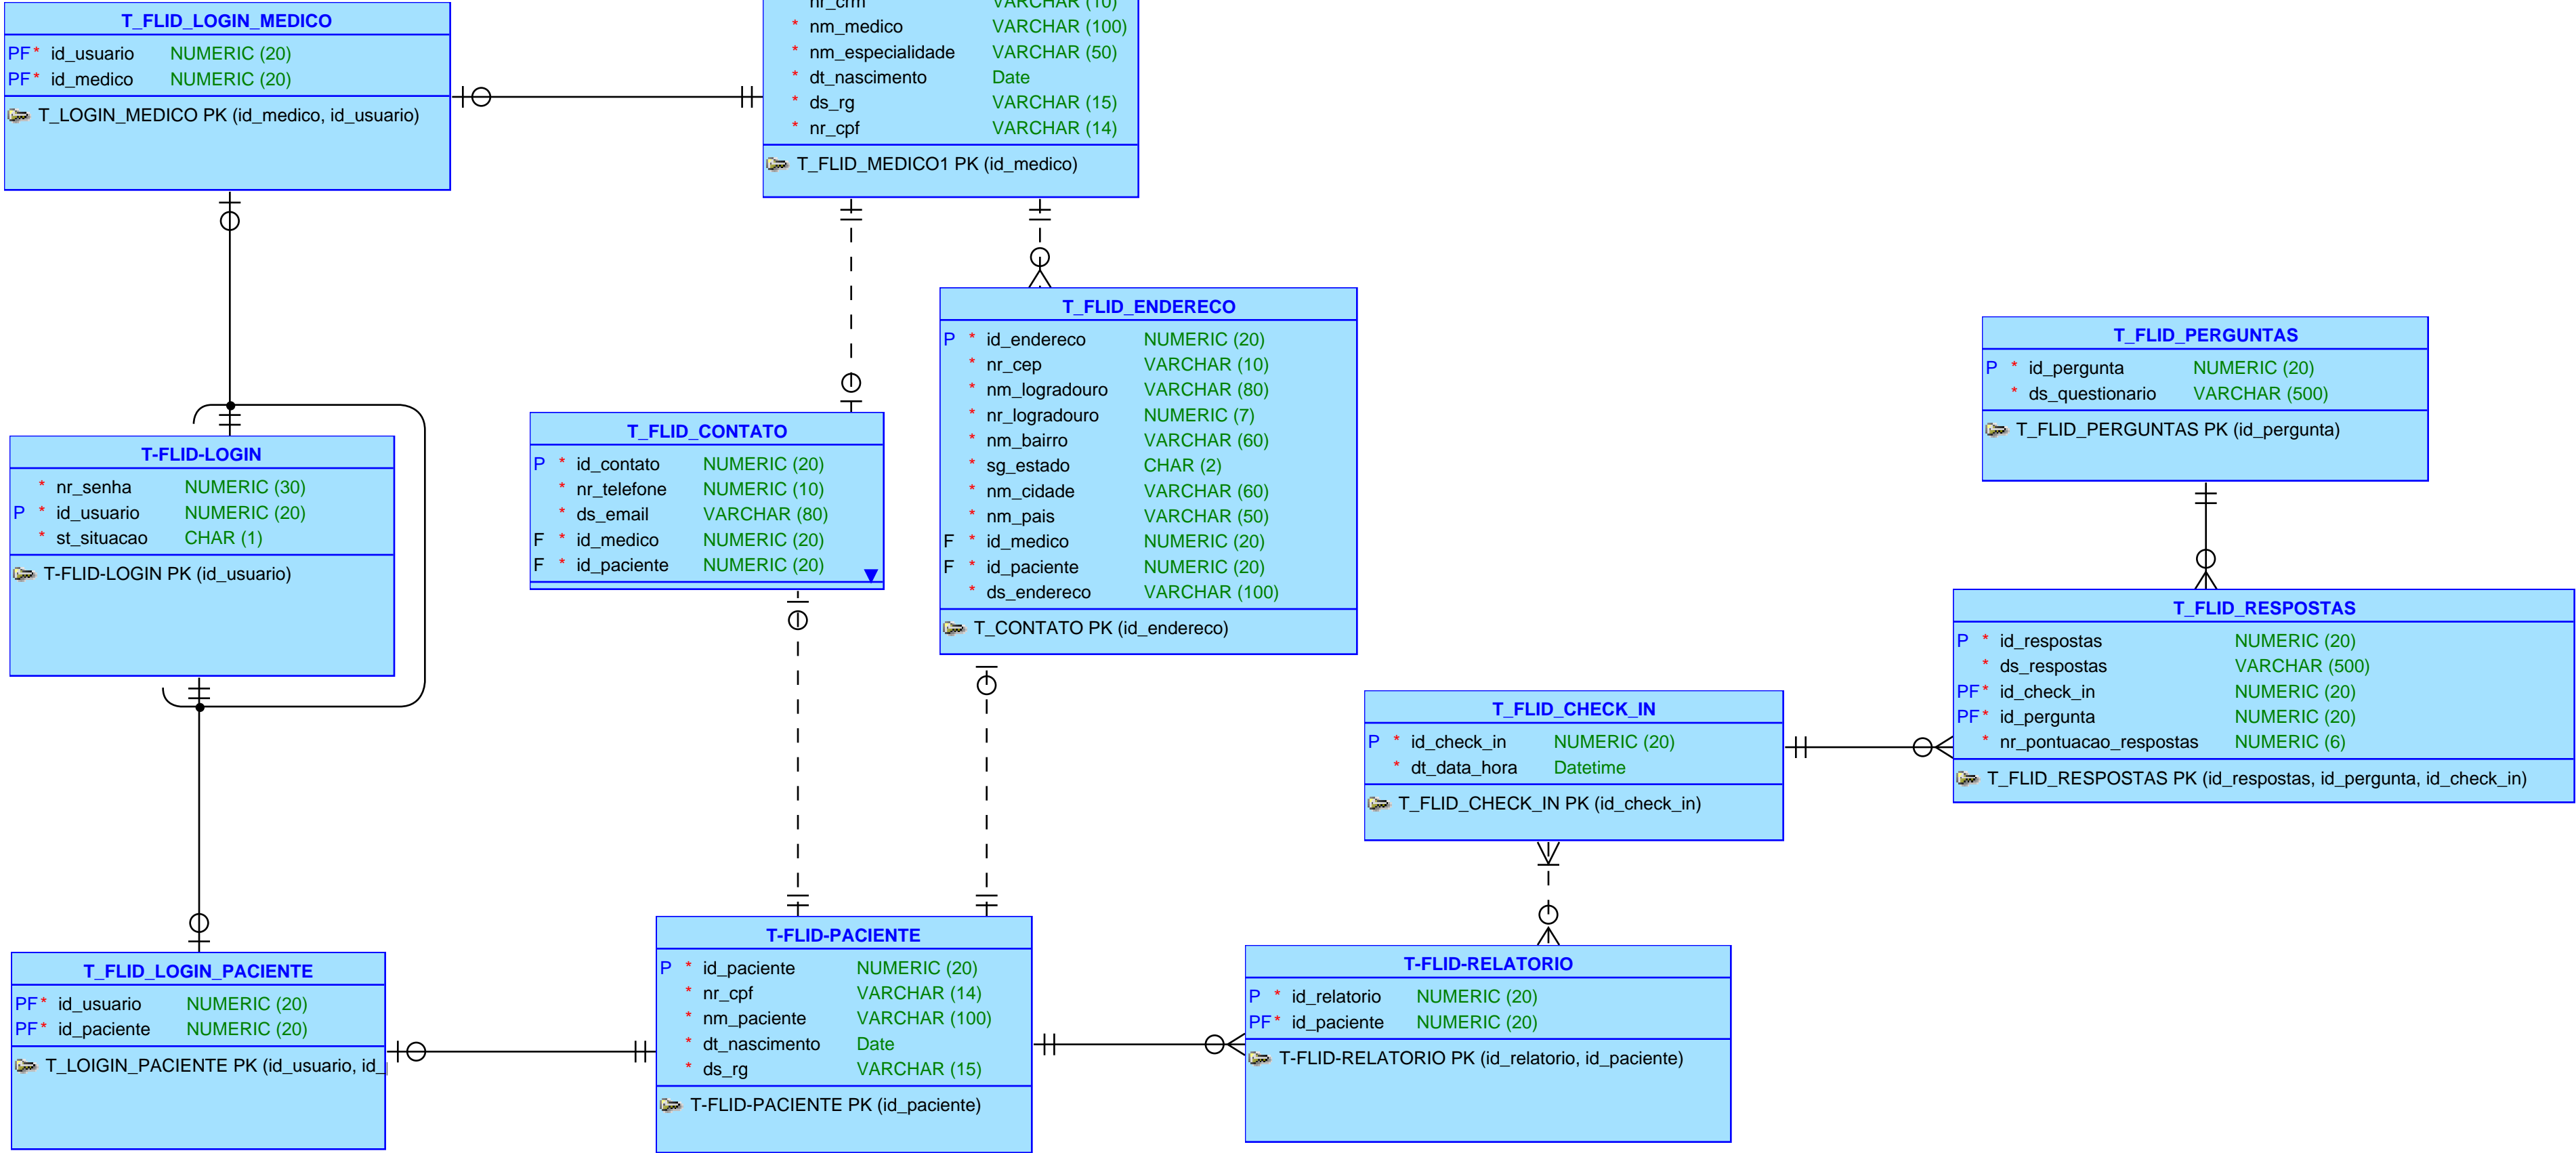 T_FLID_LOGIN_MEDICO
PF* id_usuario NUMERIC (20)
PF* id_medico NUMERIC (20)
T_LOGIN_MEDICO PK (id_medico, id_usuario)
nr_crm VARCHAR (10)
* nm_medico VARCHAR (100)
* nm_especialidade VARCHAR (50)
* dt_nascimento Date
* ds_rg VARCHAR (15)
* nr_cpf VARCHAR (14)
T_FLID_MEDICO1 PK (id_medico)
T-FLID-LOGIN
* nr_senha NUMERIC (30)
P * id_usuario NUMERIC (20)
* st_situacao CHAR (1)
T-FLID-LOGIN PK (id_usuario)
T_FLID_CONTATO
P * id_contato NUMERIC (20)
* nr_telefone NUMERIC (10)
* ds_email VARCHAR (80)
F * id_medico NUMERIC (20)
F * id_paciente NUMERIC (20)
T_FLID_ENDERECO
P * id_endereco NUMERIC (20)
* nr_cep VARCHAR (10)
* nm_logradouro VARCHAR (80)
* nr_logradouro NUMERIC (7)
* nm_bairro VARCHAR (60)
* sg_estado CHAR (2)
* nm_cidade VARCHAR (60)
* nm_pais VARCHAR (50)
F * id_medico NUMERIC (20)
F * id_paciente NUMERIC (20)
* ds_endereco VARCHAR (100)
T_CONTATO PK (id_endereco)
T_FLID_PERGUNTAS
P * id_pergunta NUMERIC (20)
* ds_questionario VARCHAR (500)
T_FLID_PERGUNTAS PK (id_pergunta)
T_FLID_RESPOSTAS
P * id_respostas NUMERIC (20)
* ds_respostas VARCHAR (500)
PF* id_check_in NUMERIC (20)
PF* id_pergunta NUMERIC (20)
* nr_pontuacao_respostas NUMERIC (6)
T_FLID_RESPOSTAS PK (id_respostas, id_pergunta, id_check_in)
T_FLID_CHECK_IN
P * id_check_in NUMERIC (20)
* dt_data_hora Datetime
T_FLID_CHECK_IN PK (id_check_in)
T_FLID_LOGIN_PACIENTE
PF* id_usuario NUMERIC (20)
PF* id_paciente NUMERIC (20)
T_LOIGIN_PACIENTE PK (id_usuario, id_
T-FLID-PACIENTE
P * id_paciente NUMERIC (20)
* nr_cpf VARCHAR (14)
* nm_paciente VARCHAR (100)
* dt_nascimento Date
* ds_rg VARCHAR (15)
T-FLID-PACIENTE PK (id_paciente)
T-FLID-RELATORIO
P * id_relatorio NUMERIC (20)
PF* id_paciente NUMERIC (20)
T-FLID-RELATORIO PK (id_relatorio, id_paciente)